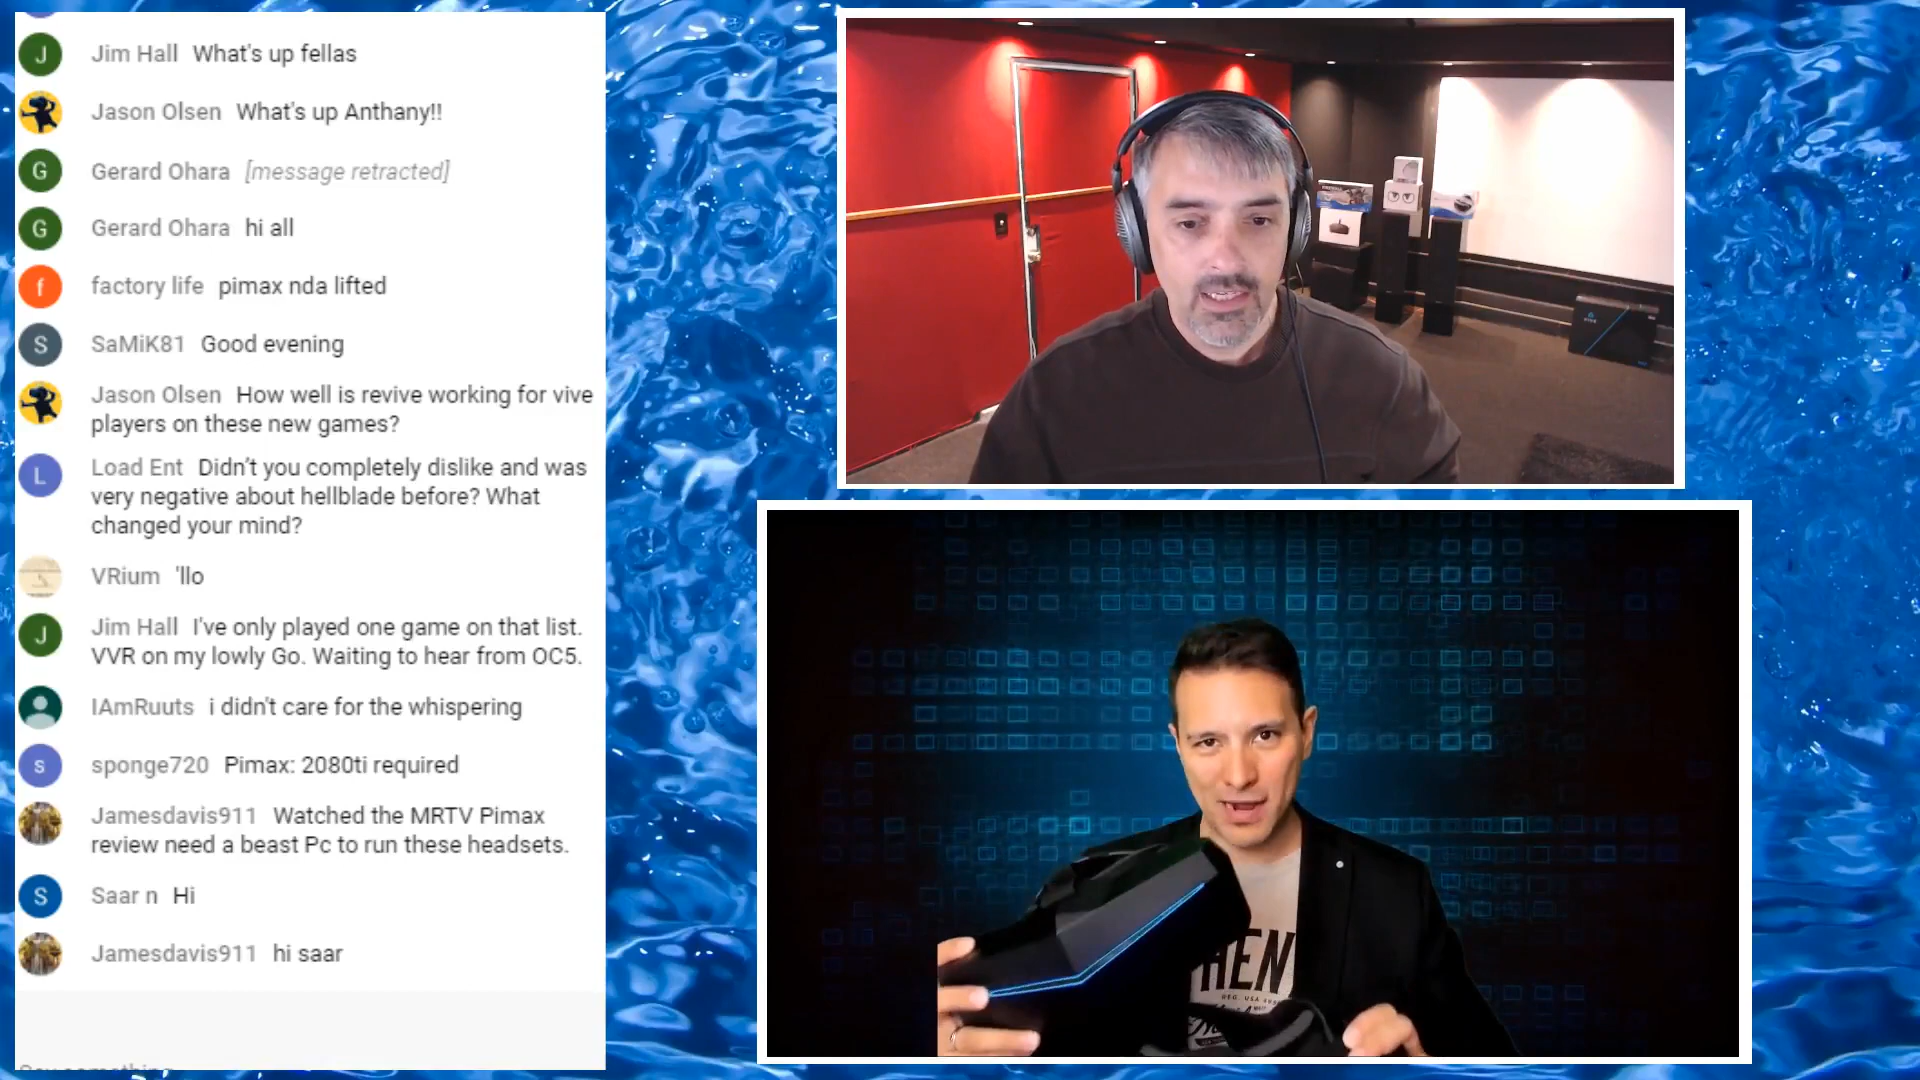 J
Jim Hall What's up fellas
Jason Olsen What's up Anthany!!
G
Gerard Ohara [message retracted]
G
Gerard Ohara hi all
f
factory life pimax nda lifted
S
SaMiK81 Good evening
Jason Olsen How well is revive working for vive
players on these new games?
L
Load Ent Didn't you completely dislike and was
very negative about hellblade before? What
changed your mind?
VRium 'llo
J
Jim Hall I've only played one game on that list.
VVR on my lowly Go. Waiting to hear from OC5.
IAmRuuts i didn't care for the whispering
s
sponge720 Pimax: 2080ti required
Jamesdavis911 Watched the MRTV Pimax
review need a beast Pc to run these headsets.
S
Saar n Hi
Jamesdavis911 hi saar
HEN
REG. USA